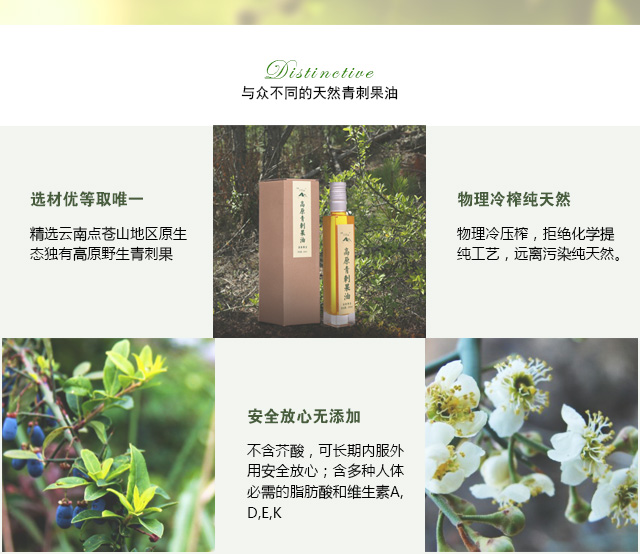 Distinctive
与众不同的天然青刺果油
选材优等取唯一
精选云南点苍山地区原生
态独有高原野生青刺果
高原青刺果油
高原青刺果油
物理冷榨纯天然
物理冷压榨，拒绝化学提
纯工艺，远离污染纯天然。
安全放心无添加
不含芥酸，可长期内服外
用安全放心；含多种人体
必需的脂肪酸和维生素A,
D,E,K